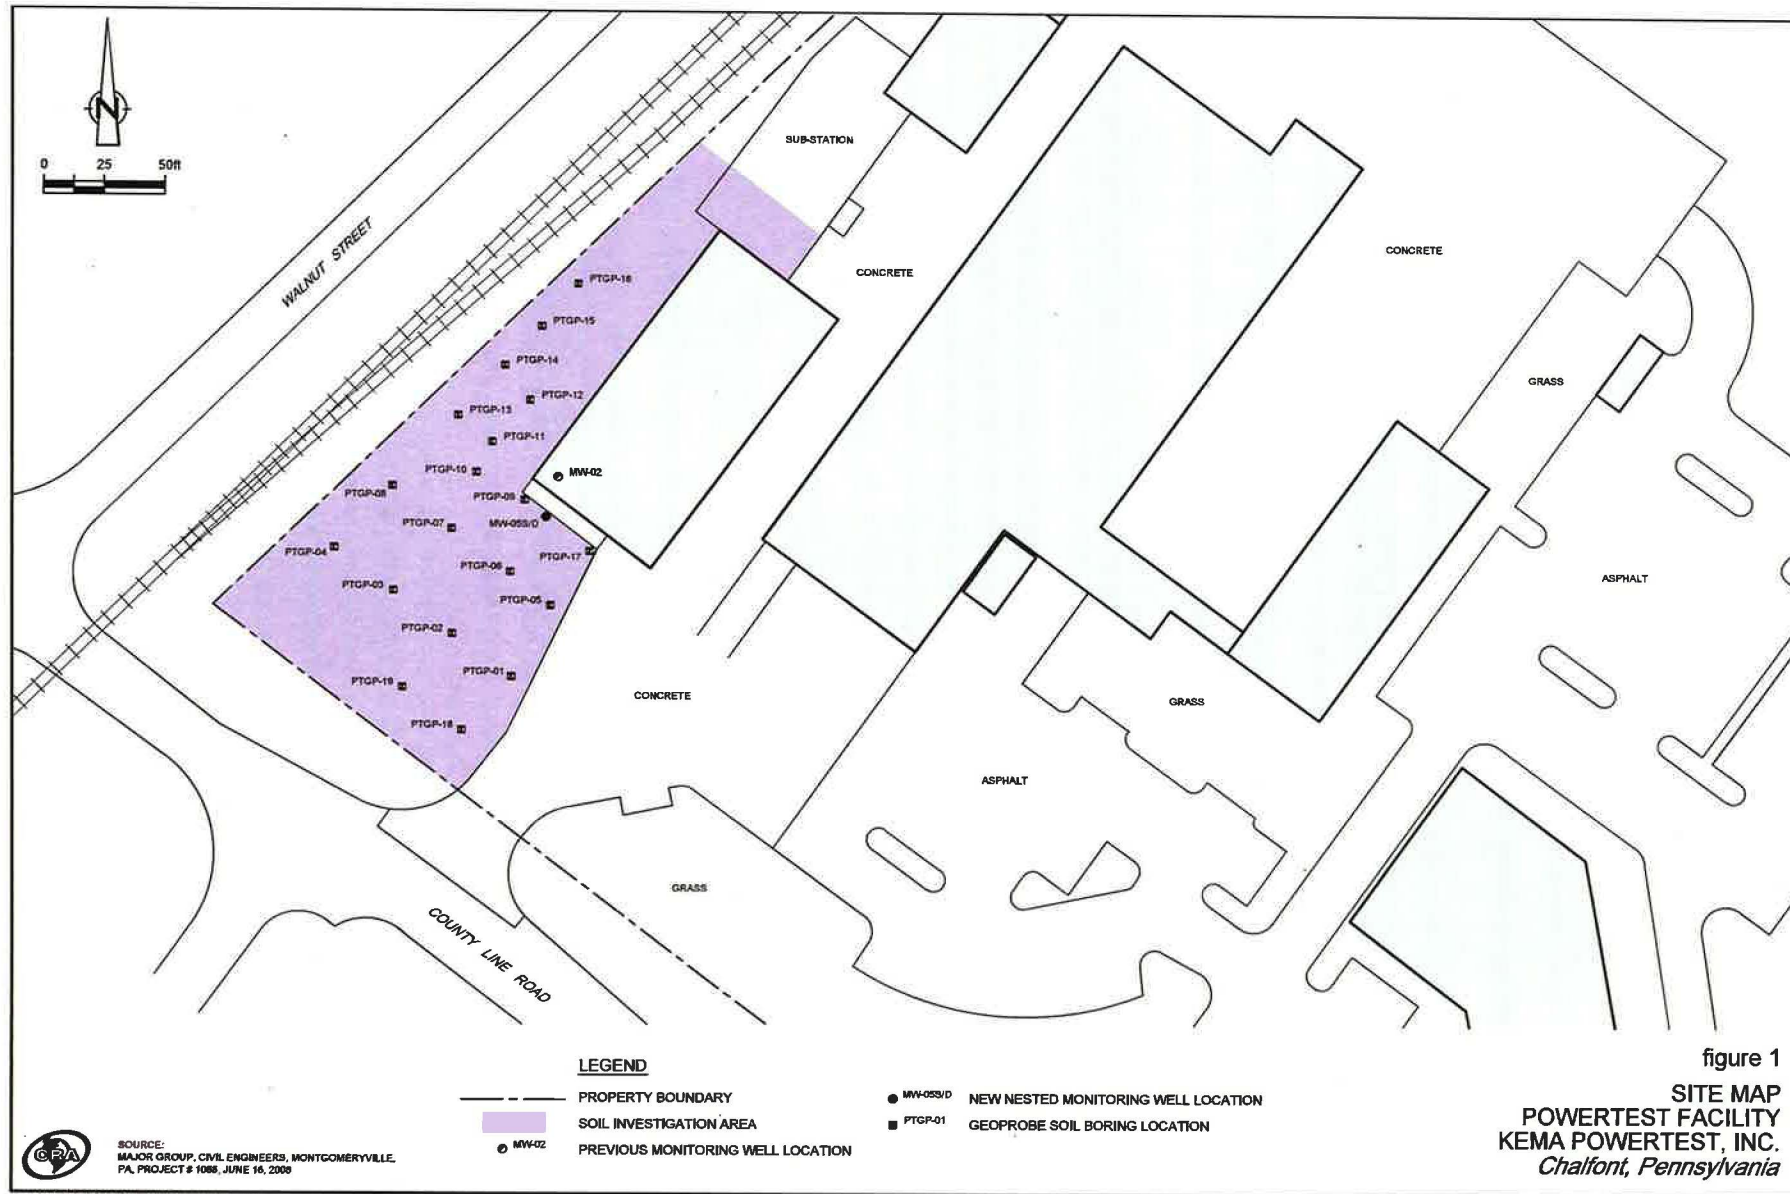 N
0 25 50ft
WALNUT STREET
SUB-STATION
CONCRETE
CONCRETE
GRASS
PTGP-16
PTGP-15
PTGP-14
PTGP-12
PTGP-13
PTGP-11
PTGP-10
MW-02
PTGP-08
PTGP-09
PTGP-07
MW-05S/D
PTGP-04
PTGP-17
PTGP-06
PTGP-03
PTGP-05
PTGP-02
PTGP-01
PTGP-19
PTGP-18
ASPHALT
CONCRETE
GRASS
ASPHALT
GRASS
COUNTY LINE ROAD
LEGEND
PROPERTY BOUNDARY
SOIL INVESTIGATION AREA
MW-02 PREVIOUS MONITORING WELL LOCATION
MW-05S/D NEW NESTED MONITORING WELL LOCATION
PTGP-01 GEOPROBE SOIL BORING LOCATION
CRA
SOURCE:
MAJOR GROUP, CIVIL ENGINEERS, MONTGOMERYVILLE,
PA, PROJECT # JUNE 16,
figure 1
SITE MAP
POWERTEST FACILITY
KEMA POWERTEST, INC.
Chalfont, Pennsylvania